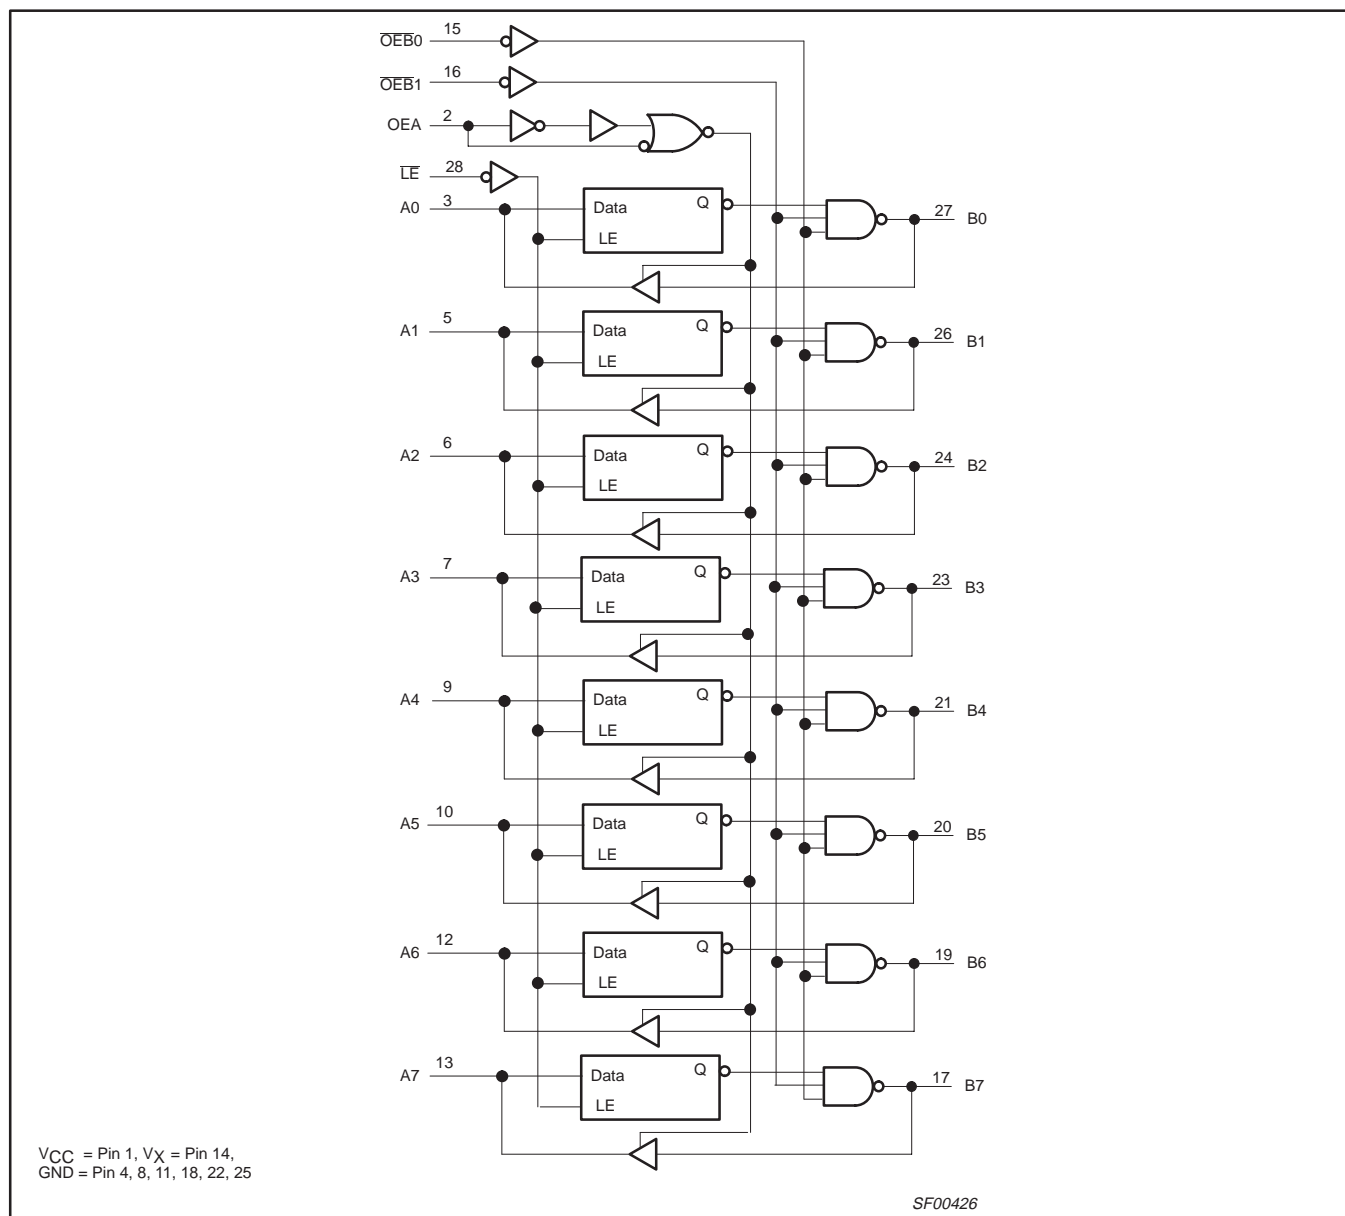 O̅E̅B̅0 15
O̅E̅B̅1 16
OEA 2
L̅E̅ 28
A0 3 Data Q LE 27 B0
A1 5 Data Q LE 26 B1
A2 6 Data Q LE 24 B2
A3 7 Data Q LE 23 B3
A4 9 Data Q LE 21 B4
A5 10 Data Q LE 20 B5
A6 12 Data Q LE 19 B6
A7 13 Data Q LE 17 B7
VCC = Pin 1, VX = Pin 14,
GND = Pin 4, 8, 11, 18, 22, 25
SF00426